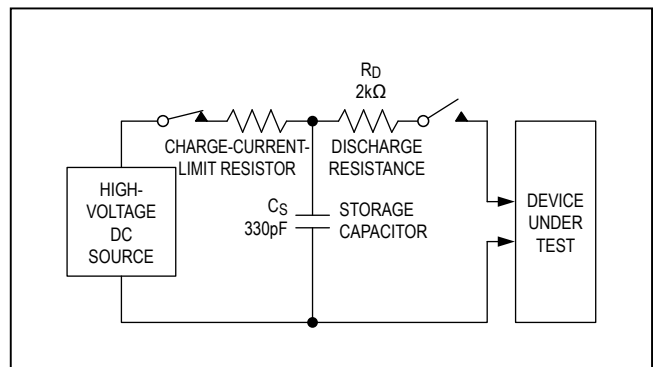 RD
2kΩ
CHARGE-CURRENT-
LIMIT RESISTOR
DISCHARGE
RESISTANCE
HIGH-
VOLTAGE
DC
SOURCE
CS
330pF
STORAGE
CAPACITOR
DEVICE
UNDER
TEST